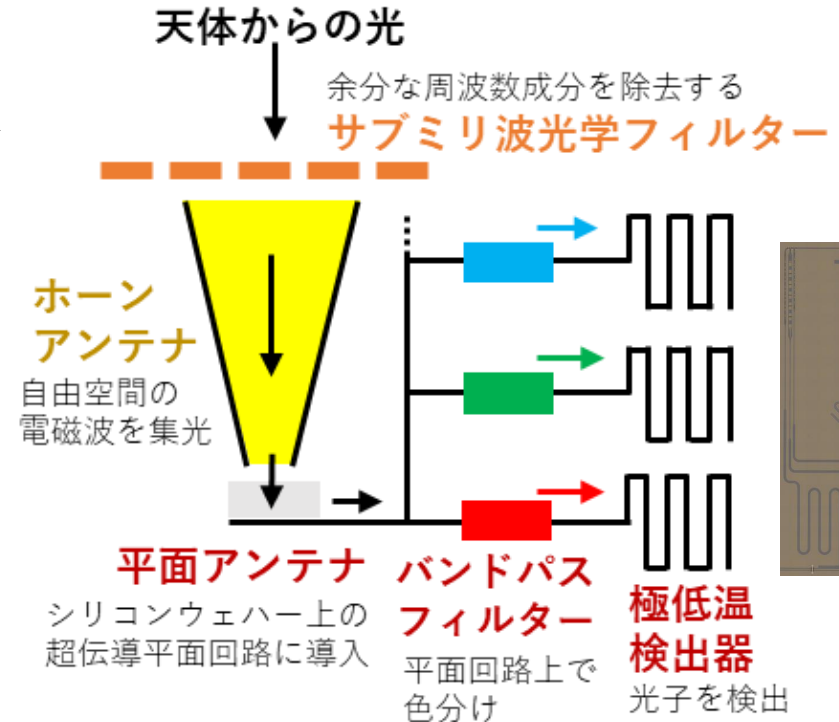 天体からの光
余分な周波数成分を除去する
サブミリ波光学フィルター
ホーン
アンテナ
自由空間の
電磁波を集光
平面アンテナ
シリコンウェハー上の
超伝導平面回路に導入
バンドパス
フィルター
平面回路上で
色分け
極低温
検出器
光子を検出